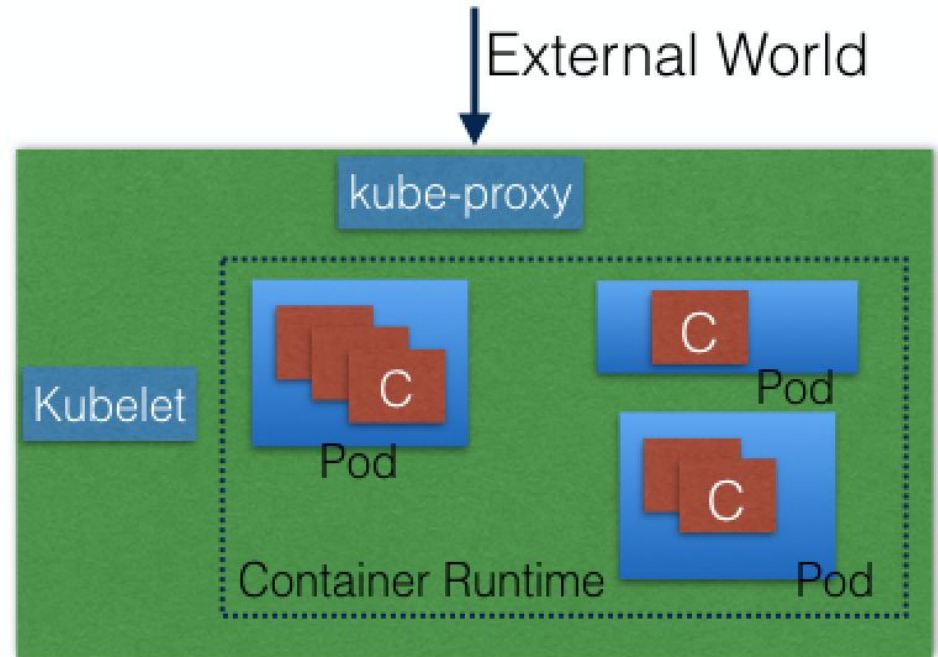 External World
kube-proxy
C
Pod
Kubelet
C
Pod
C
Container Runtime
Pod